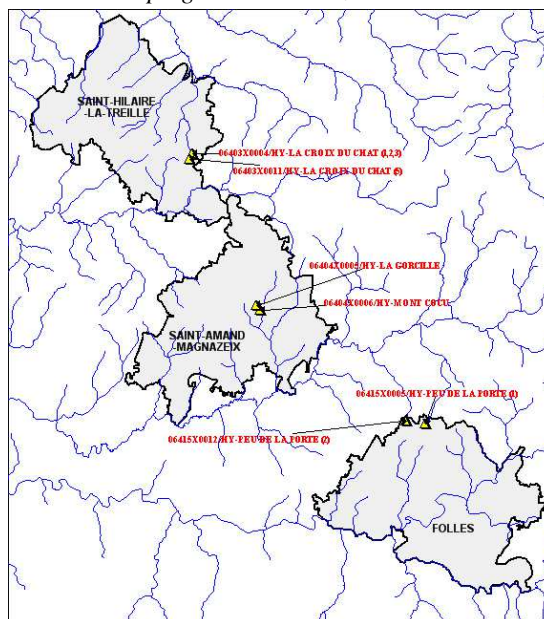 SAINT-HILAIRE
-LA-TREILLE
06403X0004/HY-LA CROIX DU CHAT (1,2,3)
06403X0011/HY-LA CROIX DU CHAT (5)
06404X0005/HY-LA GORCILLE
06404X0006/HY-MONT COCU
SAINT-AMAND
-MAGNAZEIX
06415X0005/HY-PEU DE LA PORTE (1)
06415X0012/HY-PEU DE LA PORTE (2)
FOLLES